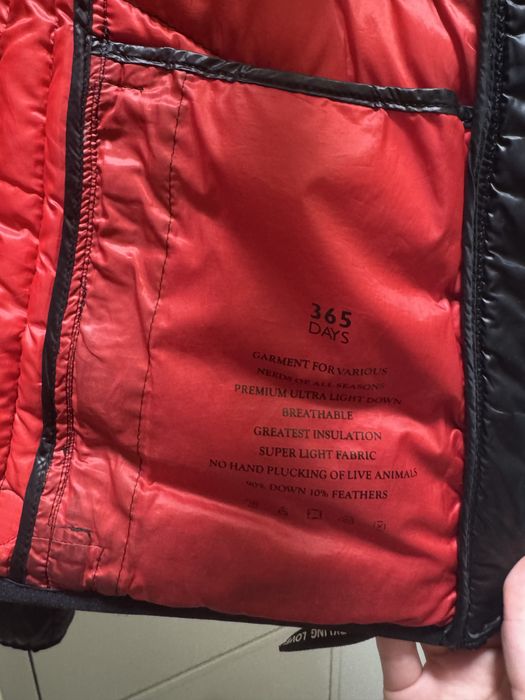 365
DAYS
GARMENT FOR VARIOUS
NEEDS OF ALL SEASONS
PREMIUM ULTRA LIGHT DOWN
BREATHABLE
GREATEST INSULATION
SUPER LIGHT FABRIC
NO HAND PLUCKING OF LIVE ANIMALS
90% DOWN 10% FEATHERS